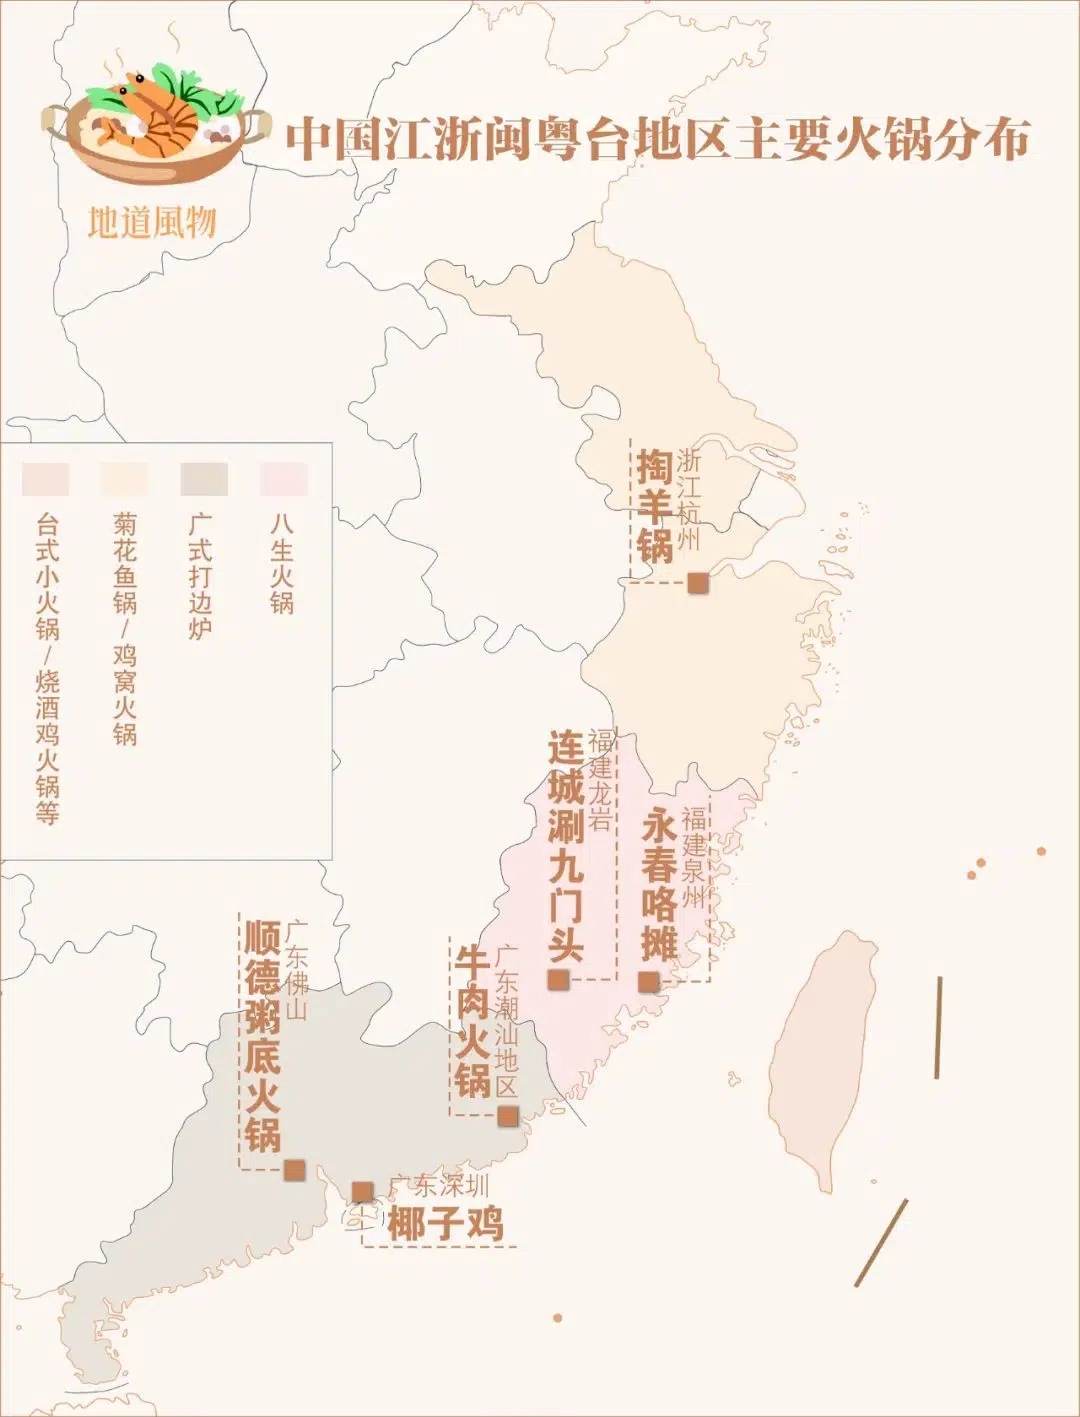 中国江浙闽粤台地区主要火锅分布
地道風物
台式小火锅/烧酒鸡火锅等
菊花鱼锅/鸡窝火锅
广式打边炉
八生火锅
掏羊锅
浙江杭州
连城涮九门头
福建龙岩
永春咯摊
福建泉州
顺德粥底火锅
广东佛山
牛肉火锅
广东潮汕地区
广东深圳
椰子鸡